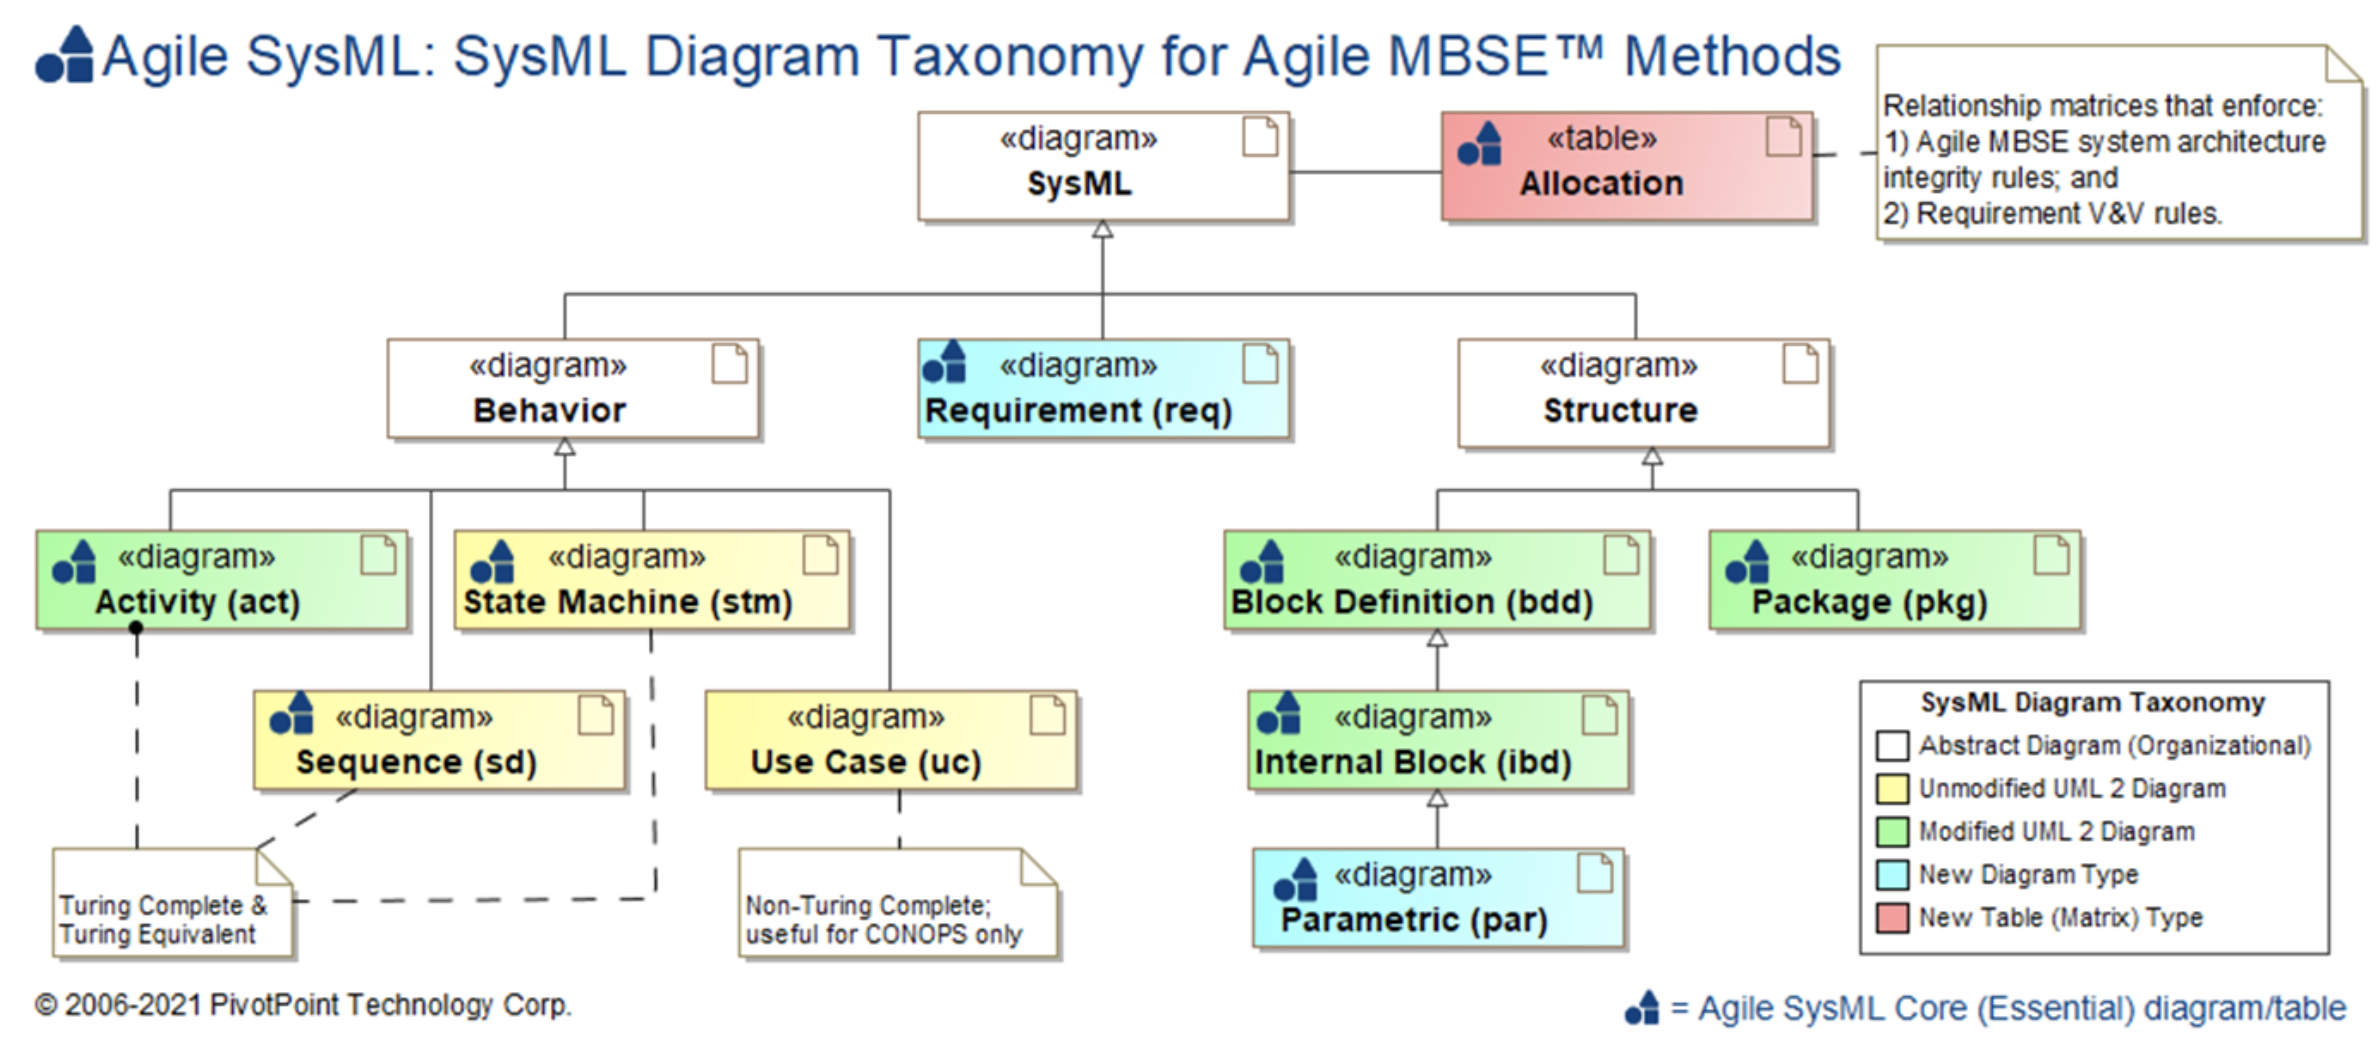 Agile SysML: SysML Diagram Taxonomy for Agile MBSE™ Methods
Relationship matrices that enforce:
1) Agile MBSE system architecture
integrity rules; and
2) Requirement V&V rules.
«diagram»
SysML
«table»
Allocation
«diagram»
Behavior
«diagram»
Requirement (req)
«diagram»
Structure
«diagram»
Activity (act)
«diagram»
State Machine (stm)
«diagram»
Block Definition (bdd)
«diagram»
Package (pkg)
«diagram»
Sequence (sd)
«diagram»
Use Case (uc)
«diagram»
Internal Block (ibd)
«diagram»
Parametric (par)
Turing Complete &
Turing Equivalent
Non-Turing Complete;
useful for CONOPS only
SysML Diagram Taxonomy
Abstract Diagram (Organizational)
Unmodified UML 2 Diagram
Modified UML 2 Diagram
New Diagram Type
New Table (Matrix) Type
© 2006-2021 PivotPoint Technology Corp.
= Agile SysML Core (Essential) diagram/table